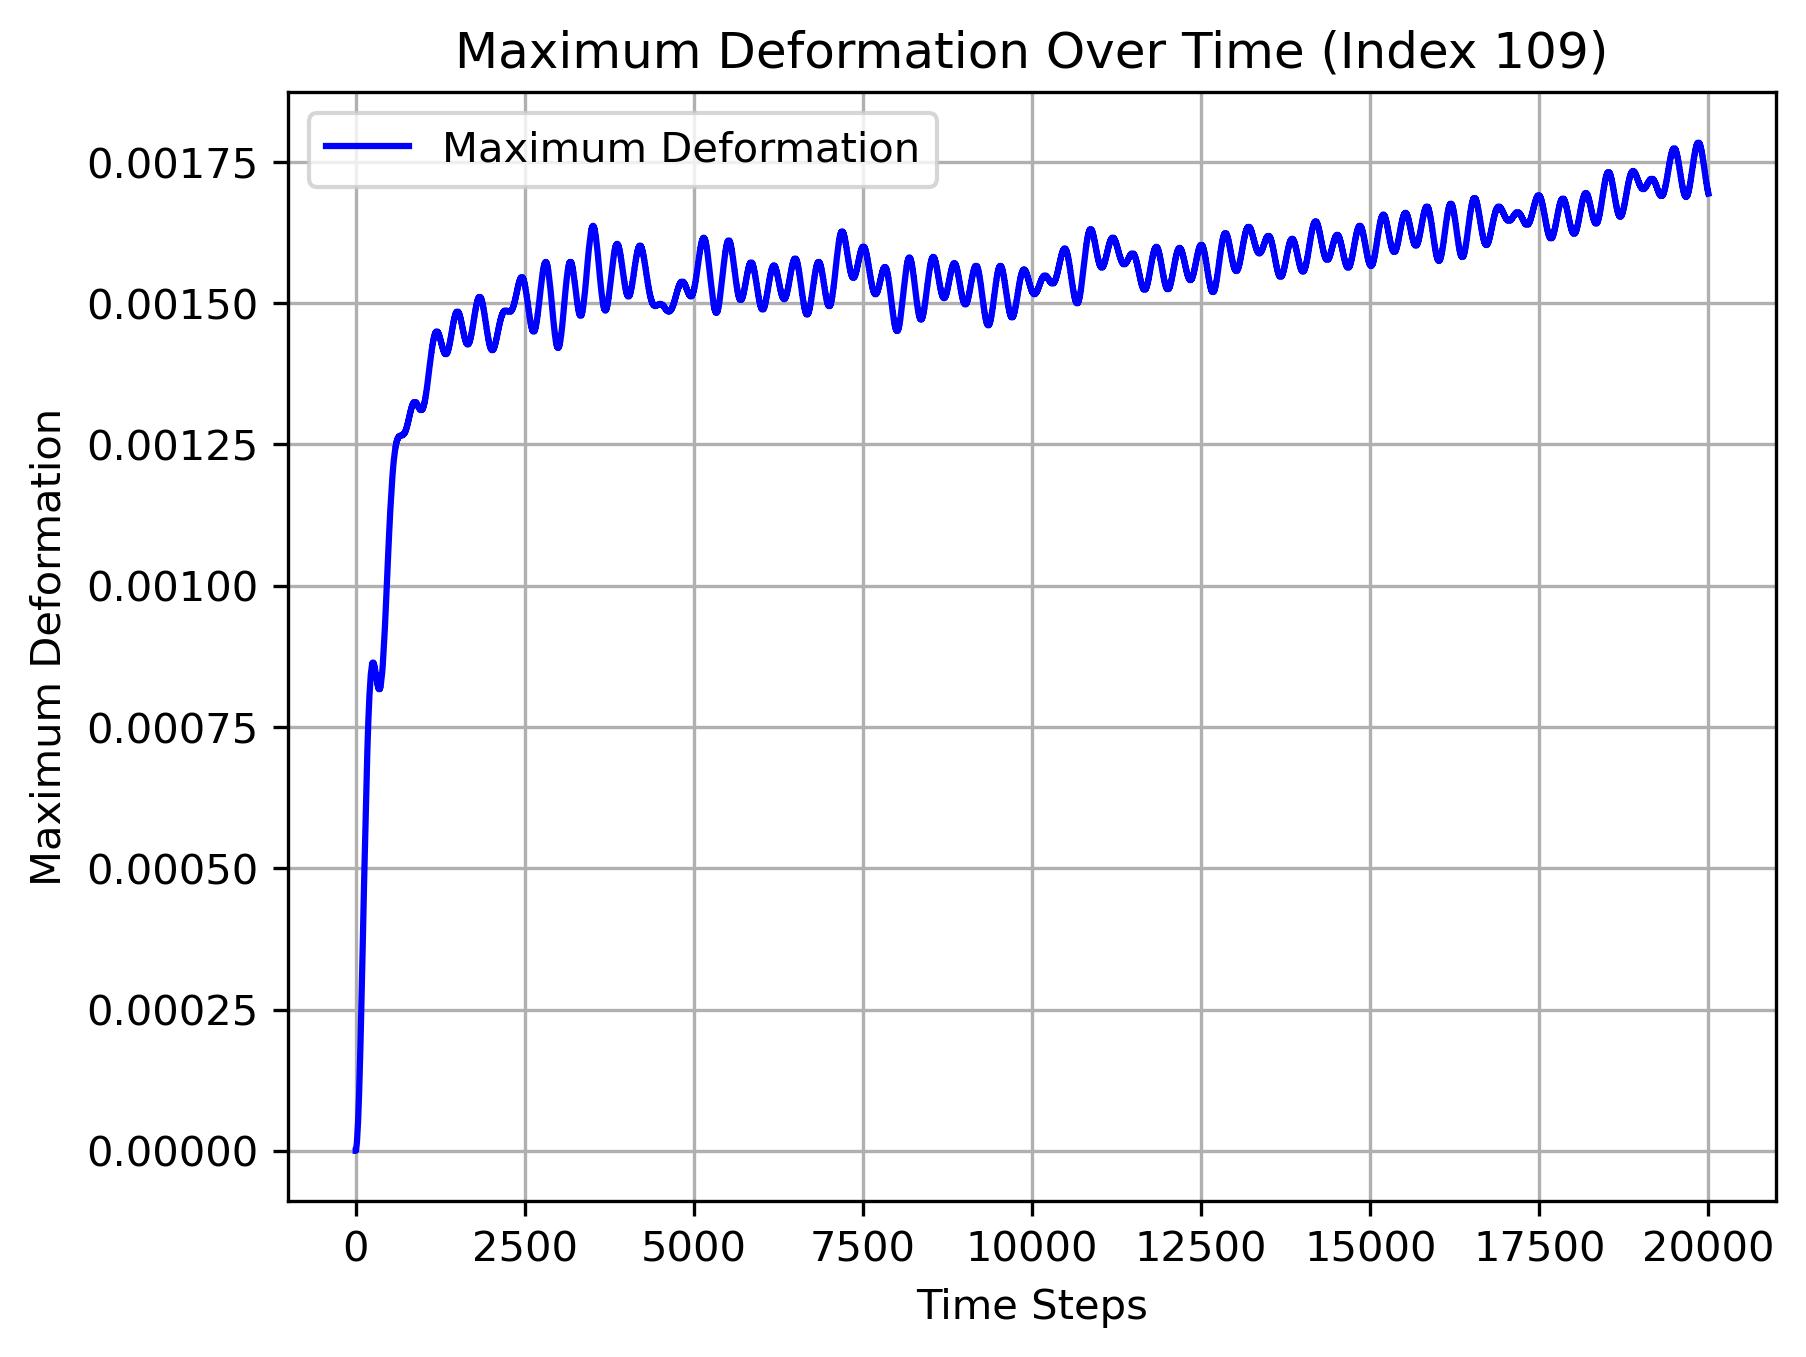 Maximum Deformation Over Time (Index 109)
Maximum Deformation
0.00175
0.00150
0.00125
0.00100
0.00075
0.00050
0.00025
0.00000
Maximum Deformation
0 2500 5000 7500 10000 12500 15000 17500 20000
Time Steps